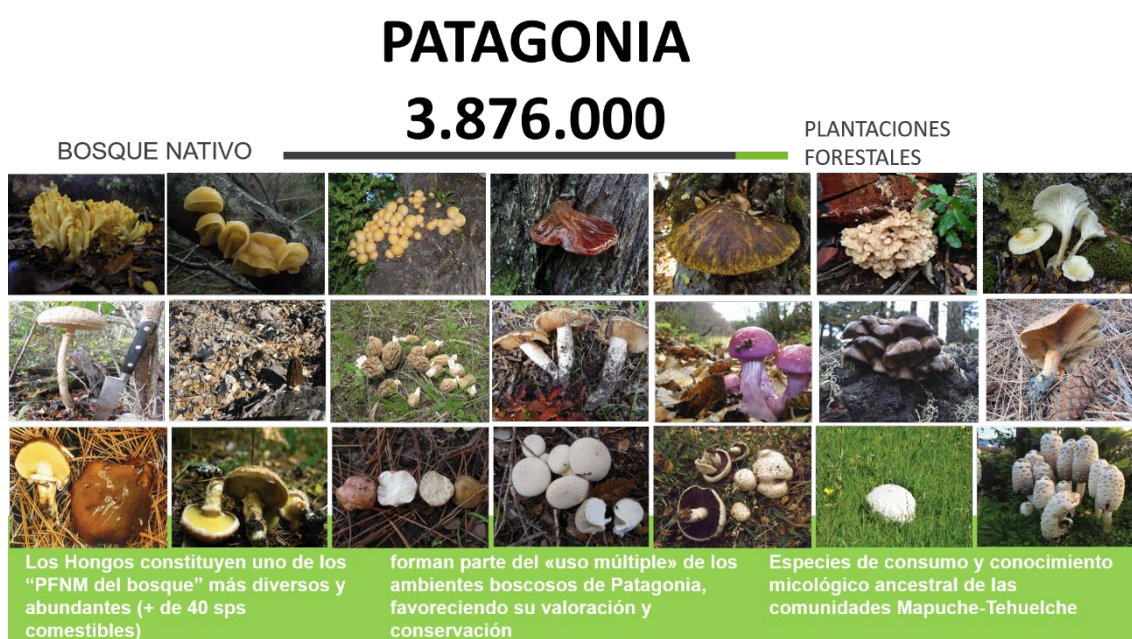 PATAGONIA
3.876.000
BOSQUE NATIVO
PLANTACIONES
FORESTALES
Los Hongos constituyen uno de los
“PFNM del bosque” más diversos y
abundantes (+ de 40 sps
comestibles)
forman parte del «uso múltiple» de los
ambientes boscosos de Patagonia,
favoreciendo su valoración y
conservación
Especies de consumo y conocimiento
micológico ancestral de las
comunidades Mapuche-Tehuelche